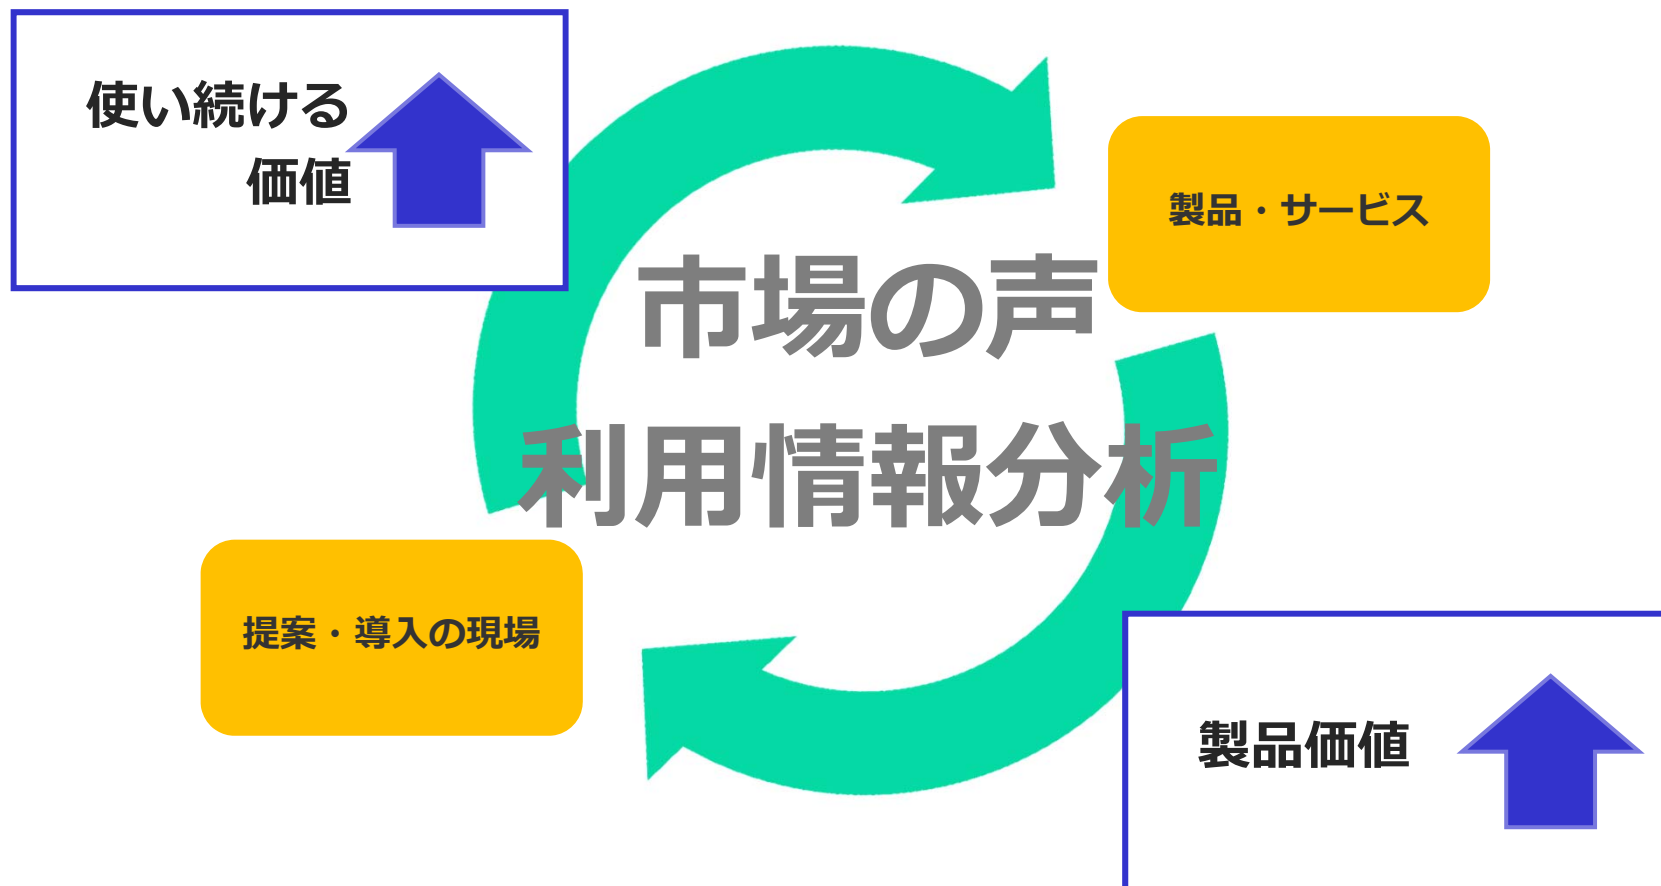 使い続ける
価値
製品・サービス
市場の声
利用情報分析
提案・導入の現場
製品価値